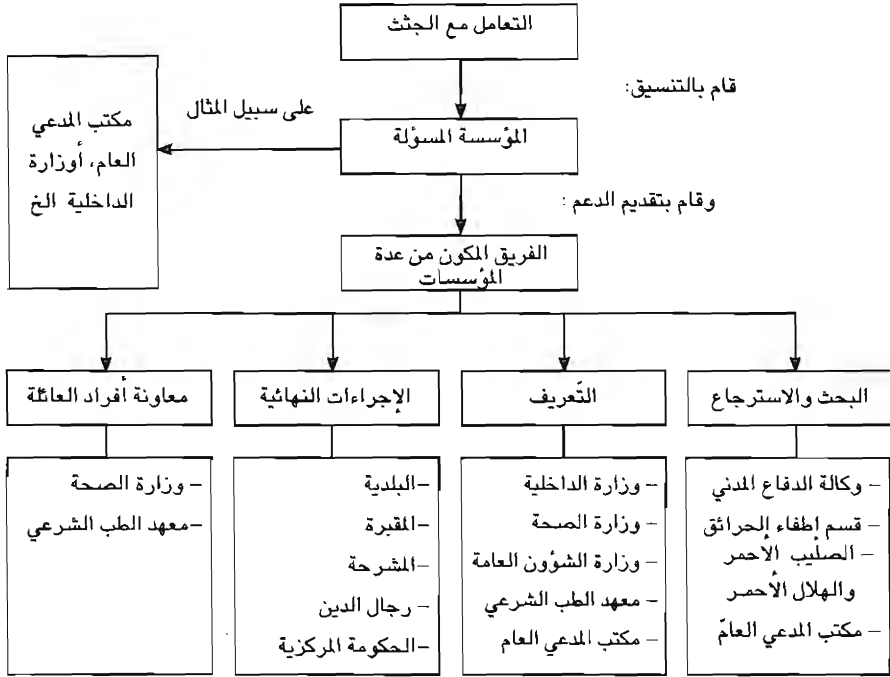 التعامل مع الجثث
قام بالتنسيق:
المؤسسة المسؤلة
على سبيل المثال
مكتب المدعي
العام، أوزارة
الداخلية الخ
وقام بتقديم الدعم :
الفريق المكون من عدة
المؤسسات
البحث والاسترجاع
التّعريف
الإجراءات النهائية
معاونة أفراد العائلة
– وكالة الدفاع المدني
– قسم اطفاء الحرائق
– الصليب الأحمر
والهلال الأحمر
– مكتب المدعي العامّ
– وزارة الداخلية
– وزارة الصحة
– وزارة الشؤون العامة
– معهد الطب الشرعي
– مكتب المدعي العام
–البلدية
–المقبرة
–المشرحة
– رجال الدين
–الحكومة المركزية
– وزارة الصحة
–معهد الطب الشرعي